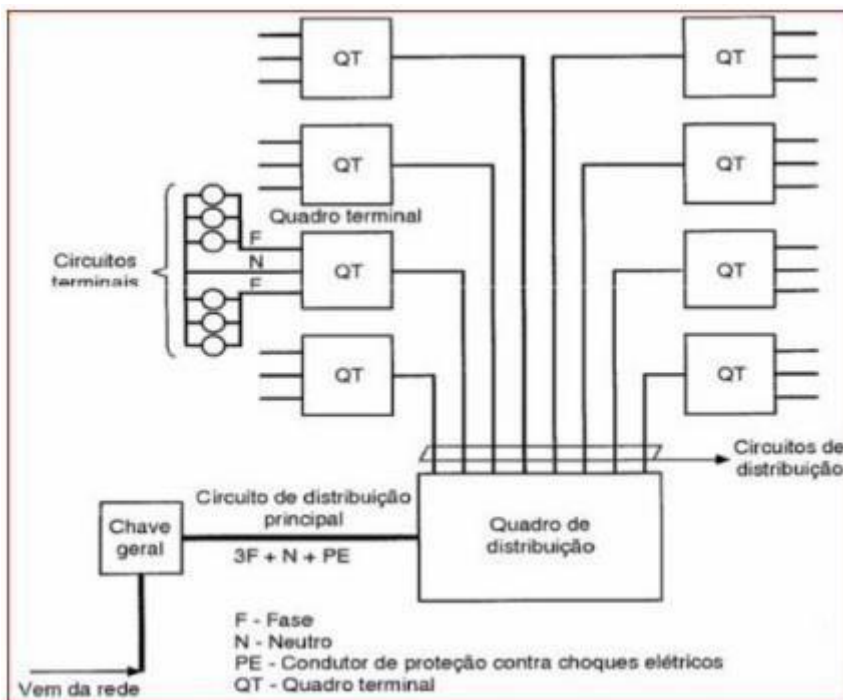 QT
QT
QT
QT
Quadro terminal
F
N
F
Circuitos
terminais
QT
QT
QT
QT
QT
QT
Circuitos de
distribuição
Circuito de distribuição
principal
Chave
geral
3F + N + PE
Quadro de
distribuição
F - Fase
N - Neutro
PE - Condutor de proteção contra choques elétricos
QT - Quadro terminal
Vem da rede